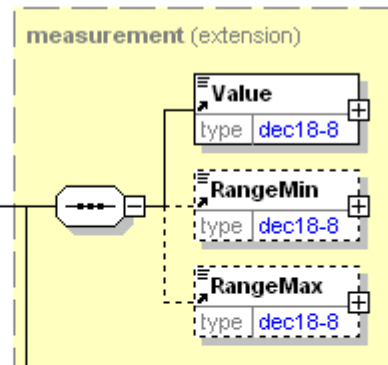 measurement (extension)
Value
type dec18-8
RangeMin
type dec18-8
RangeMax
type dec18-8